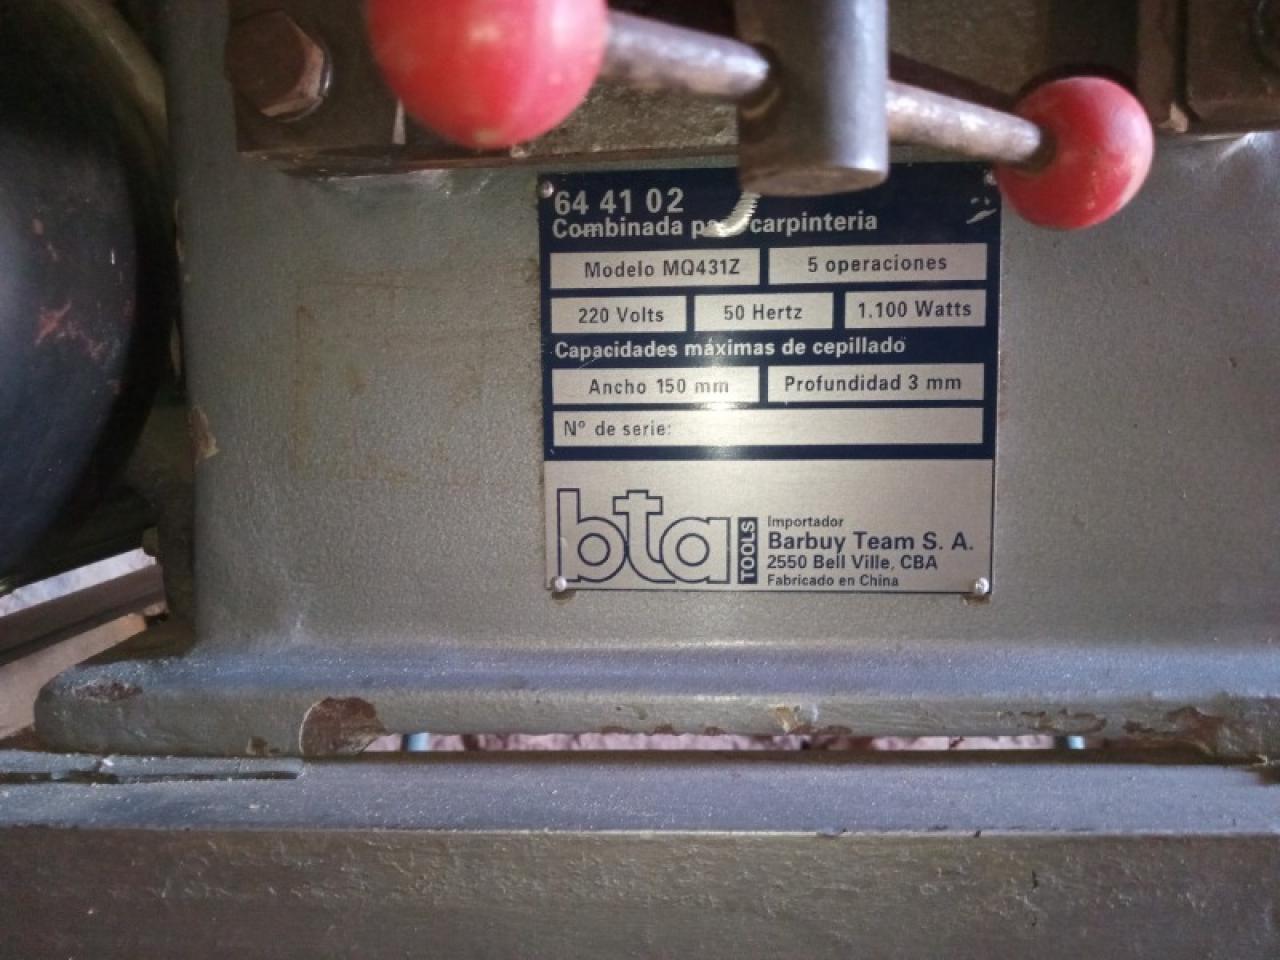 64 41 02
Combinada carpinteria
Modelo MQ431Z
5 operaciones
220 Volts
50 Hertz
1.100 Watts
Capacidades máximas de cepillado
Ancho 150 mm
Profundidad 3 mm
Nº de serie:
bta TOOLS
Importador
Barbuy Team S. A.
2550 Bell Ville, CBA
Fabricado en China